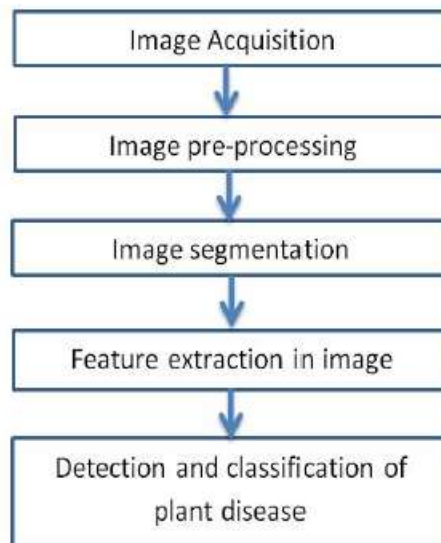 Image Acquisition
Image pre-processing
Image segmentation
Feature extraction in image
Detection and classification of
plant disease